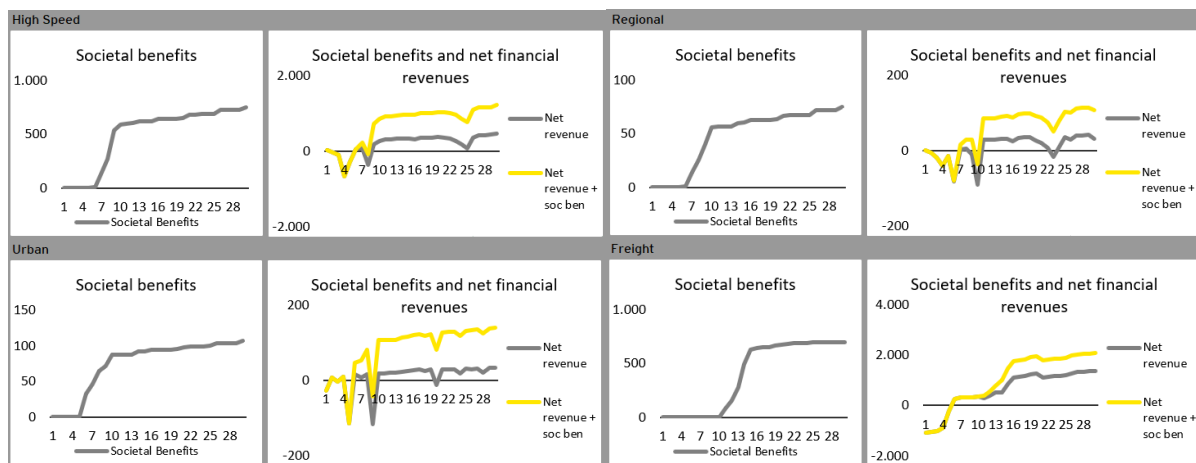 High Speed
Societal benefits
1.000
500
0
1 4 7 10 13 16 19 22 25 28
Societal Benefits
Societal benefits and net financial
revenues
2.000
0
1 4 7 10 13 16 19 22 25 28
-2.000
Net
revenue
Net
revenue +
soc ben
Regional
Societal benefits
100
50
0
1 4 7 10 13 16 19 22 25 28
Societal Benefits
Societal benefits and net financial
revenues
200
0
1 4 7 10 13 16 19 22 25 28
-200
Net
revenue
Net
revenue +
soc ben
Urban
Societal benefits
150
100
50
0
1 4 7 10 13 16 19 22 25 28
Societal Benefits
Societal benefits and net financial
revenues
200
0
1 4 7 10 13 16 19 22 25 28
-200
Net
revenue
Net
revenue +
soc ben
Freight
Societal benefits
1.000
500
0
1 4 7 10 13 16 19 22 25 28
Societal Benefits
Societal benefits and net financial
revenues
4.000
2.000
0
1 4 7 10 13 16 19 22 25 28
-2.000
Net
revenue
Net
revenue +
soc ben